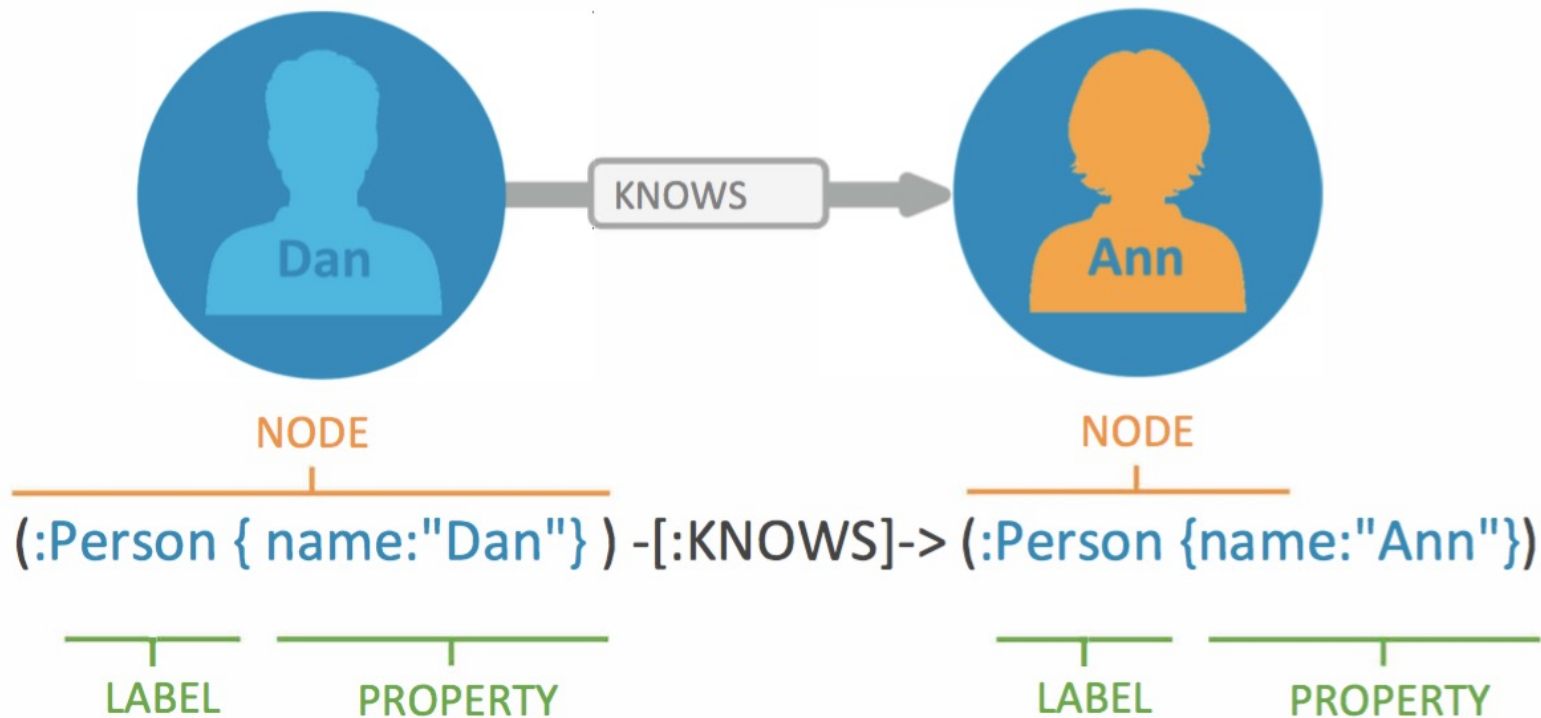 Dan
KNOWS
Ann
NODE
NODE
(:Person { name:"Dan"} ) -[:KNOWS]-> (:Person {name:"Ann"})
LABEL
PROPERTY
LABEL
PROPERTY